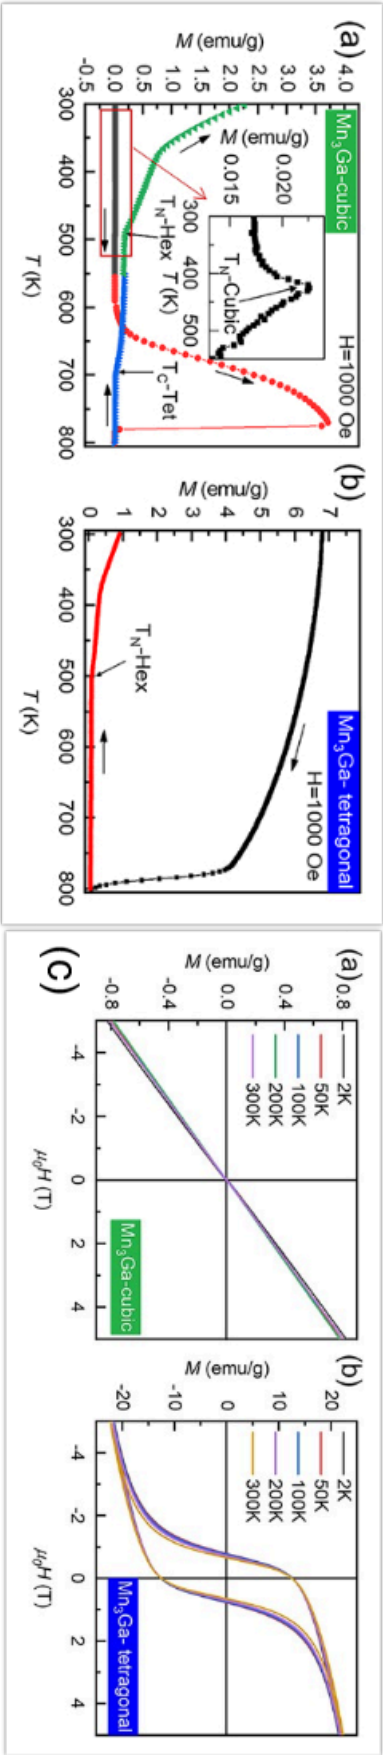 (a)
Mn₃Ga-cubic
H=1000 Oe
M (emu/g)
4.0
3.5
3.0
2.5
2.0
1.5
1.0
0.5
0.0
-0.5
300 400 500 600 700 800
T (K)
M (emu/g)
0.020
0.015
300 400 500
T (K)
T_N-Cubic
T_N-Hex
T_C-Tet
(b)
Mn₃Ga- tetragonal
H=1000 Oe
M (emu/g)
7
6
5
4
3
2
1
0
300 400 500 600 700 800
T (K)
T_N-Hex
(c)
(a)
M (emu/g)
0.8
0.4
0.0
-0.4
-0.8
2K
50K
100K
200K
300K
-4 -2 0 2 4
μ₀H (T)
Mn₃Ga-cubic
(b)
M (emu/g)
20
10
0
-10
-20
2K
50K
100K
200K
300K
-4 -2 0 2 4
μ₀H (T)
Mn₃Ga- tetragonal